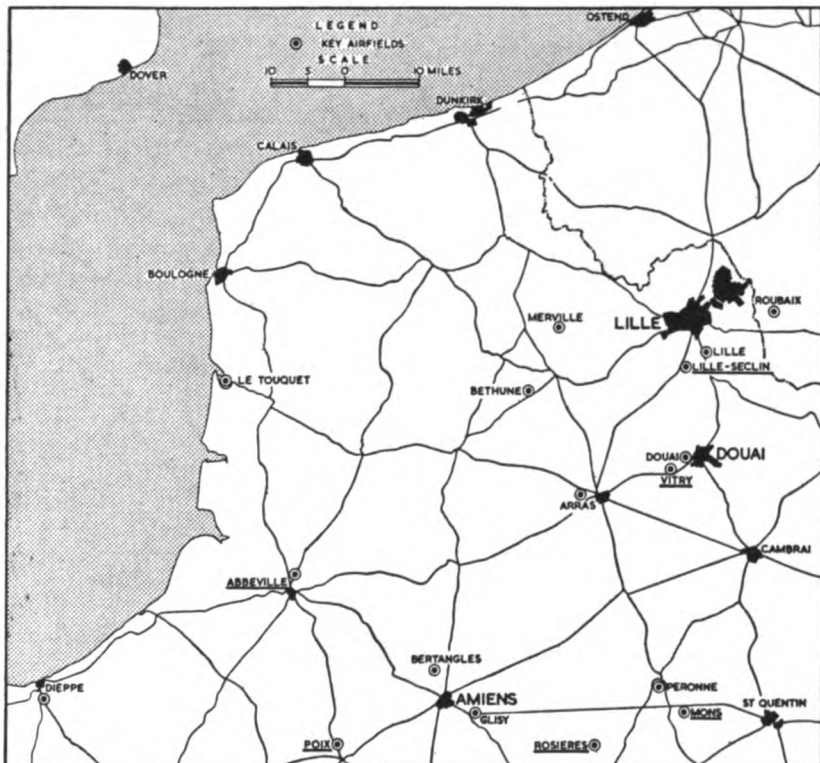 OSTEND
LEGEND
KEY AIRFIELDS
SCALE
10 5 0 10 MILES
DOVER
DUNKIRK
CALAIS
BOULOGNE
ROUBAIX
MERVILLE
LILLE
LILLE
LILLE-SECLIN
LE TOUQUET
BETHUNE
DOUAI
DOUAI
VITRY
ARRAS
CAMBRAI
ABBEVILLE
BERTANGLES
DIEPPE
PERONNE
AMIENS
GLISY
MONS
ST QUENTIN
POIX
ROSIERES